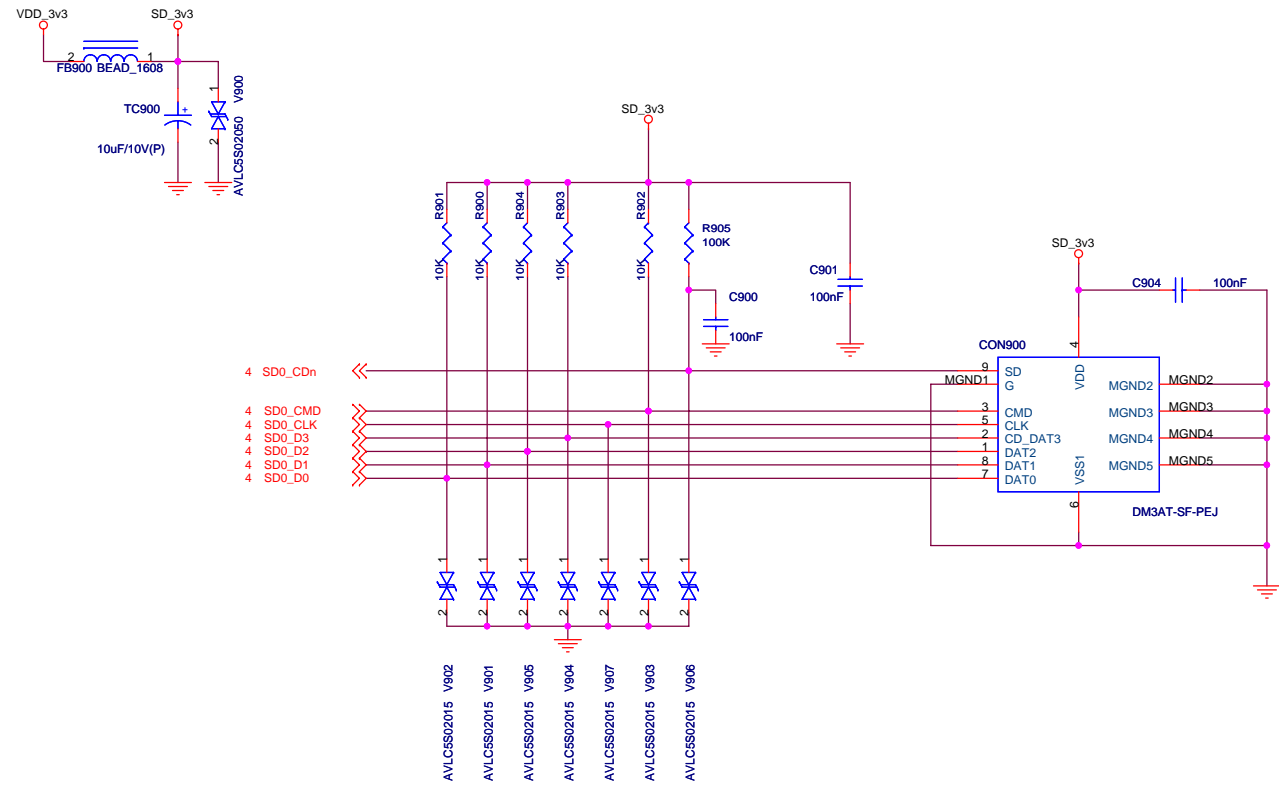 VDD_3v3
SD_3v3
2
1
FB900 BEAD_1608
TC900
+
10uF/10V(P)
1
2
AVLC5S02050 V900
SD_3v3
R901
10K
R900
10K
R904
10K
R903
10K
R902
10K
R905
100K
C900
100nF
C901
100nF
SD_3v3
C904
100nF
CON900
4
VDD
4 SD0_CDn
9 SD
MGND1 G
4 SD0_CMD
3 CMD
4 SD0_CLK
5 CLK
4 SD0_D3
2 CD_DAT3
4 SD0_D2
1 DAT2
4 SD0_D1
8 DAT1
4 SD0_D0
7 DAT0
MGND2 MGND2
MGND3 MGND3
MGND4 MGND4
MGND5 MGND5
VSS1
6
DM3AT-SF-PEJ
1 1 1 1 1 1 1
2 2 2 2 2 2 2
AVLC5S02015 V902
AVLC5S02015 V901
AVLC5S02015 V905
AVLC5S02015 V904
AVLC5S02015 V907
AVLC5S02015 V903
AVLC5S02015 V906